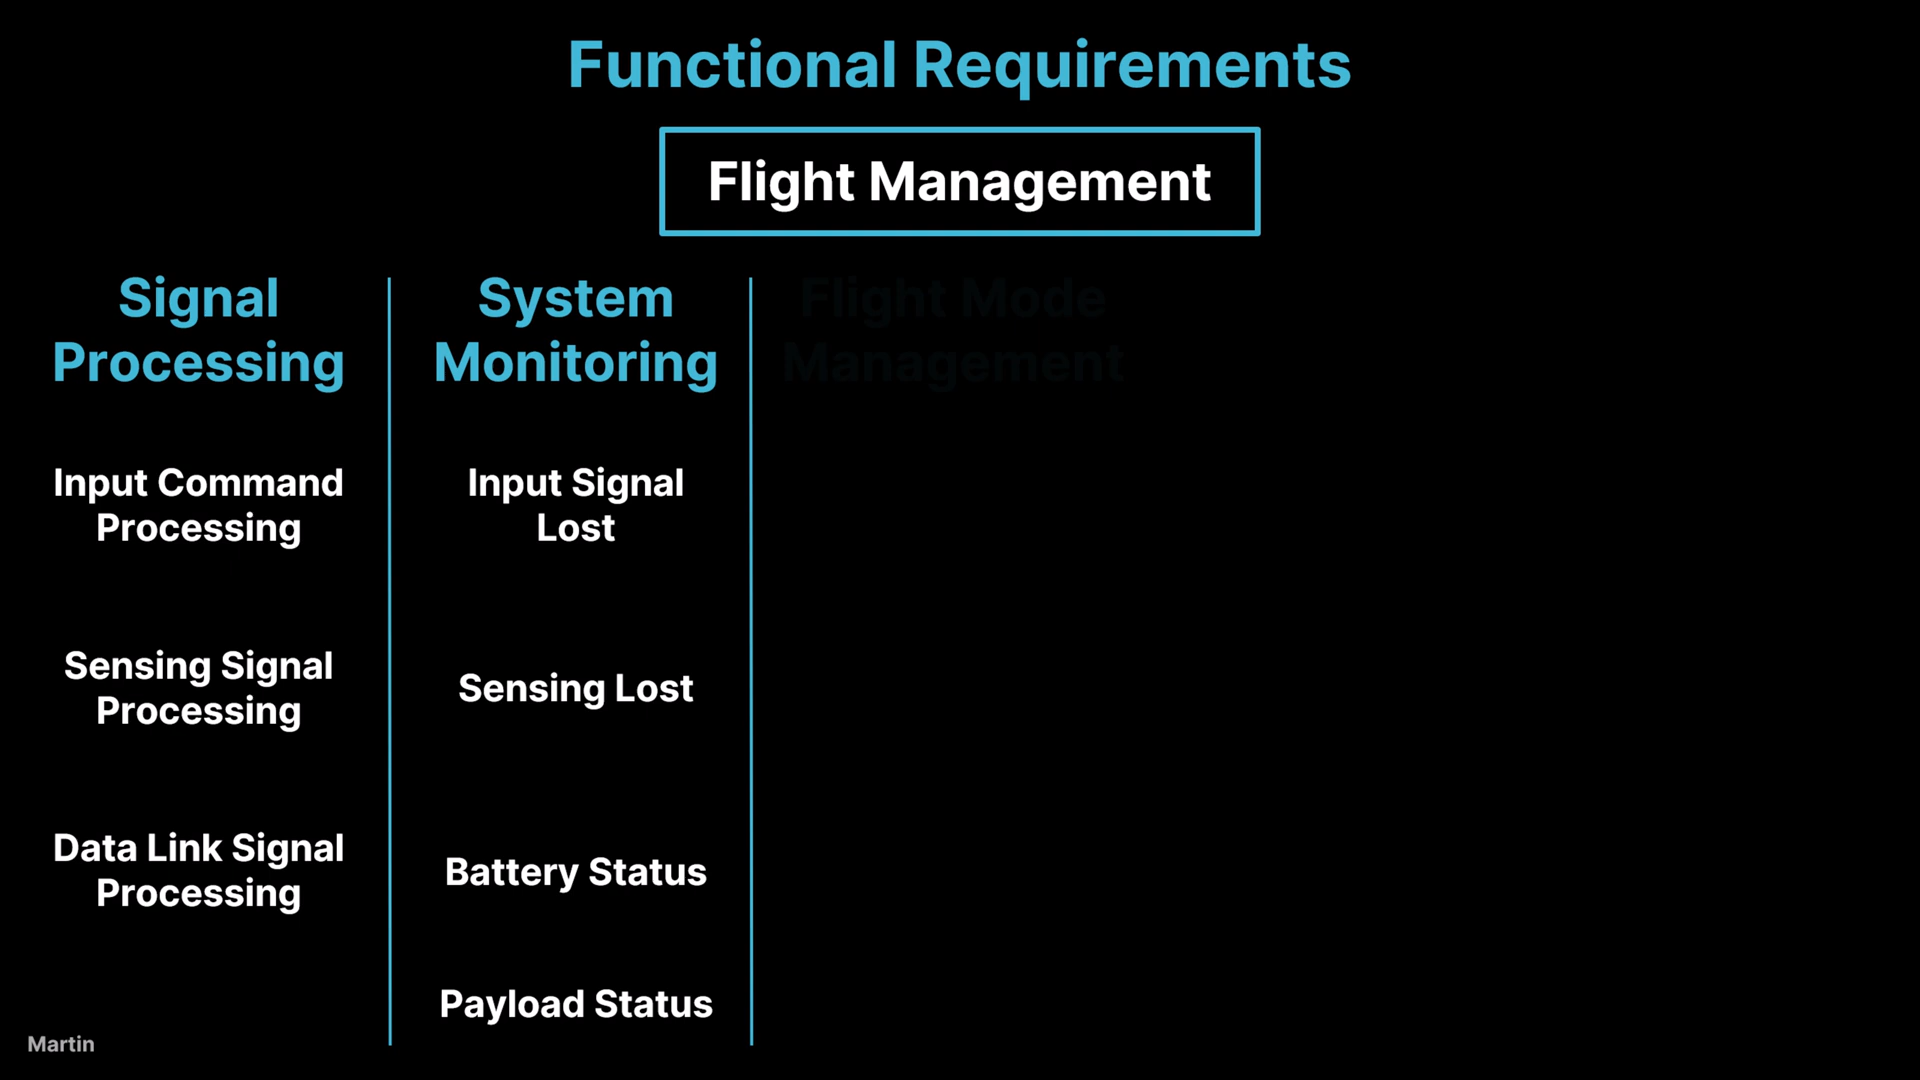 Functional Requirements
Flight Management
Signal
Processing
Input Command
Processing
Sensing Signal
Processing
Data Link Signal
Processing
System
Monitoring
Input Signal
Lost
Sensing Lost
Battery Status
Payload Status
Flight Mode
Management
Martin